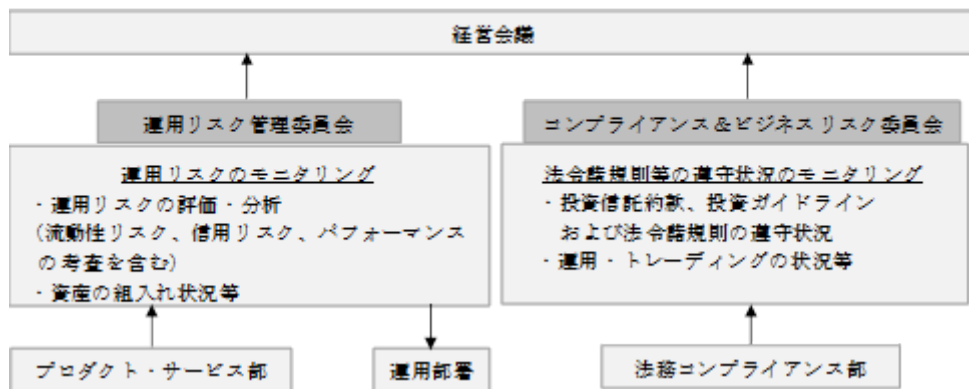 経営会議
運用リスク管理委員会
コンプライアンス&ビジネスリスク委員会
運用リスクのモニタリング
・運用リスクの評価・分析
(流動性リスク、信用リスク、パフォーマンス
の考査を含む)
・資産の組入れ状況等
法令諸規則等の遵守状況のモニタリング
・投資信託約款、投資ガイドライン
および法令諸規則の遵守状況
・運用・トレーディングの状況等
プロダクト・サービス部
運用部署
法務コンプライアンス部